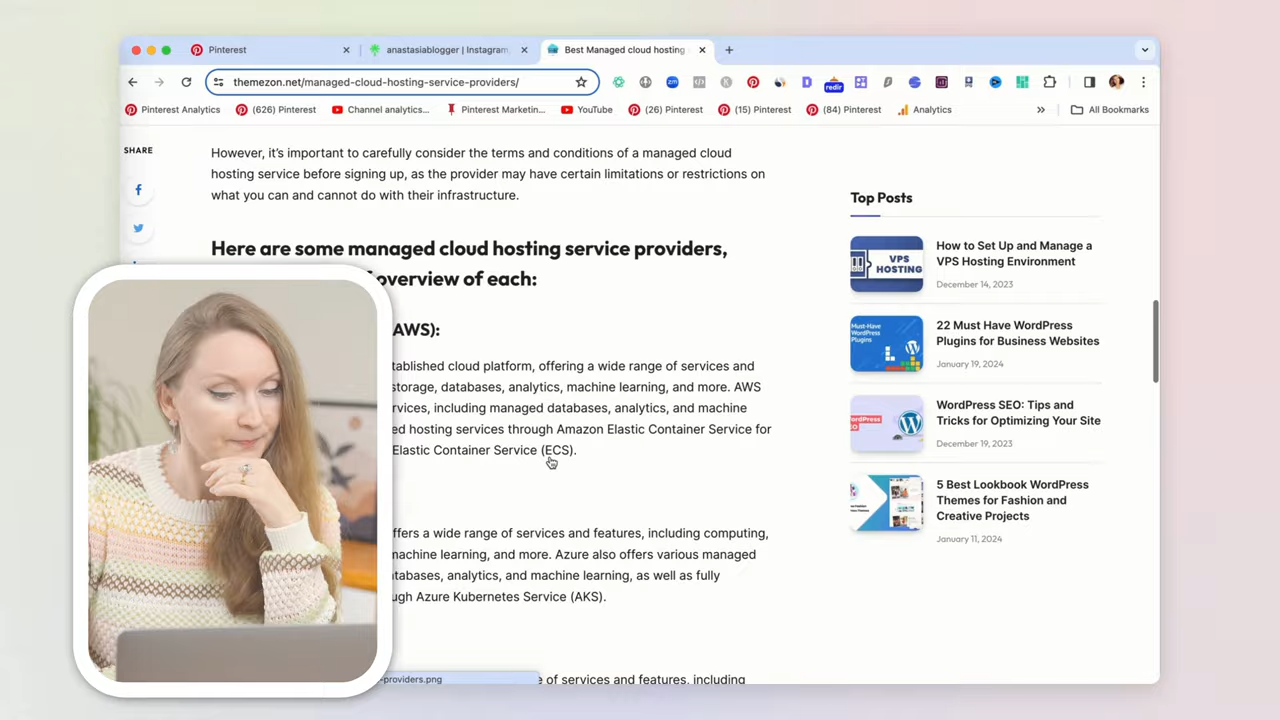 Pinterest
anastasiablogger | Instagram,
Best Managed cloud hosting
themezon.net/managed-cloud-hosting-service-providers/
redir
Pinterest Analytics
(626) Pinterest
Channel analytics...
Pinterest Marketin...
YouTube
(26) Pinterest
(15) Pinterest
(84) Pinterest
Analytics
All Bookmarks
SHARE
However, it's important to carefully consider the terms and conditions of a managed cloud
hosting service before signing up, as the provider may have certain limitations or restrictions on
what you can and cannot do with their infrastructure.
Here are some managed cloud hosting service providers,
overview of each:
AWS):
tablished cloud platform, offering a wide range of services and
storage, databases, analytics, machine learning, and more. AWS
rvices, including managed databases, analytics, and machine
ed hosting services through Amazon Elastic Container Service for
Elastic Container Service (ECS).
ffers a wide range of services and features, including computing,
machine learning, and more. Azure also offers various managed
tabases, analytics, and machine learning, as well as fully
ugh Azure Kubernetes Service (AKS).
e of services and features, including
-providers.png
Top Posts
VPS
HOSTING
How to Set Up and Manage a
VPS Hosting Environment
December 14, 2023
Must-Have
WordPress
Plugins
22 Must Have WordPress
Plugins for Business Websites
January 19, 2024
RESS
WordPress SEO: Tips and
Tricks for Optimizing Your Site
December 19, 2023
5 Best Lookbook WordPress
Themes for Fashion and
Creative Projects
January 11, 2024